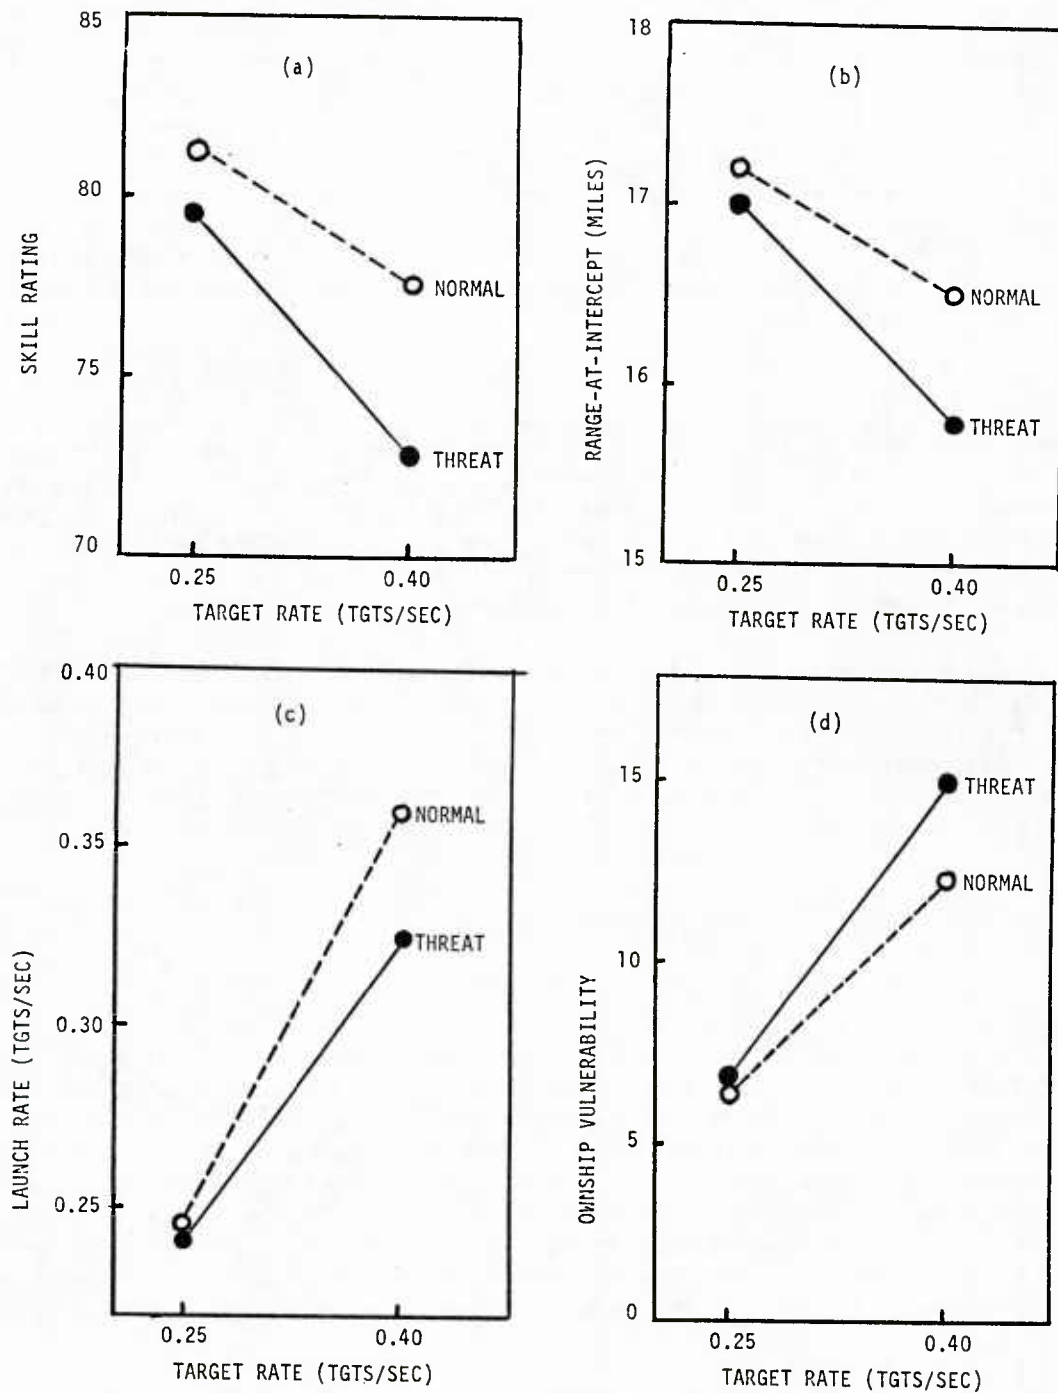 85
80
75
70
SKILL RATING
(a)
NORMAL
THREAT
0.25 0.40
TARGET RATE (TGTS/SEC)
18
17
16
15
RANGE-AT-INTERCEPT (MILES)
(b)
NORMAL
THREAT
0.25 0.40
TARGET RATE (TGTS/SEC)
0.40
0.35
0.30
0.25
LAUNCH RATE (TGTS/SEC)
(c)
NORMAL
THREAT
0.25 0.40
TARGET RATE (TGTS/SEC)
15
10
5
0
OWNSHIP VULNERABILITY
(d)
THREAT
NORMAL
0.25 0.40
TARGET RATE (TGTS/SEC)